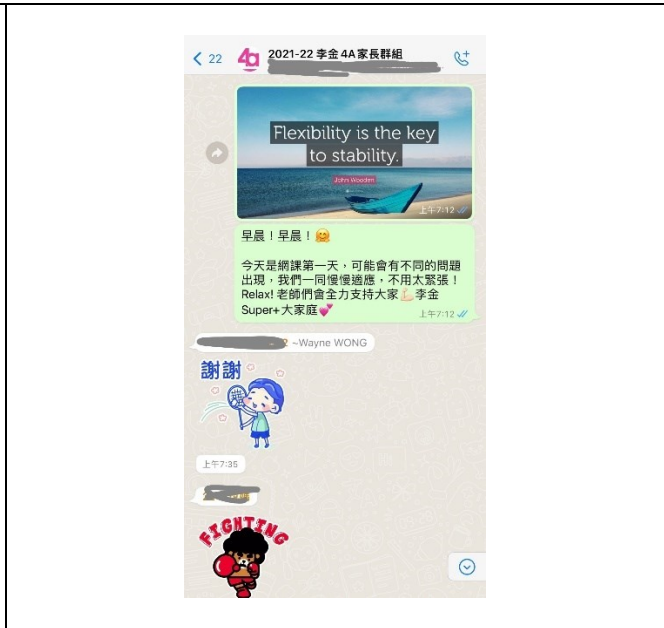 22
4a
2021-22 李金 4A家長群組
Flexibility is the key
to stability.
John Wooden
上午7:12
早晨！早晨！
今天是網課第一天，可能會有不同的問題
出現，我們一同慢慢適應，不用太緊張！
Relax! 老師們會全力支持大家 李金
Super+大家庭
上午7:12
~Wayne WONG
謝謝
上午7:35
FIGHTING